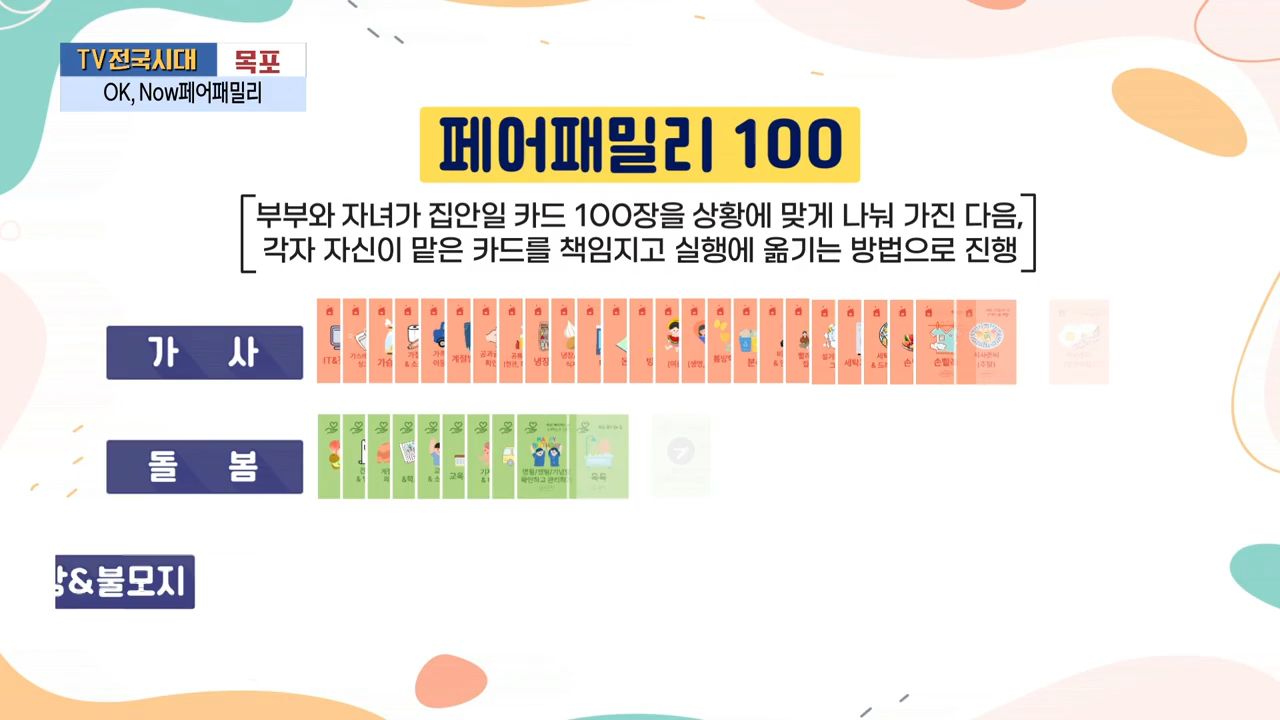 TV전국시대 목포
OK, Now페어패밀리
페어패밀리 100
부부와 자녀가 집안일 카드 100장을 상황에 맞게 나눠 가진 다음,
각자 자신이 맡은 카드를 책임지고 실행에 옮기는 방법으로 진행
가 사
돌 봄
&불모지